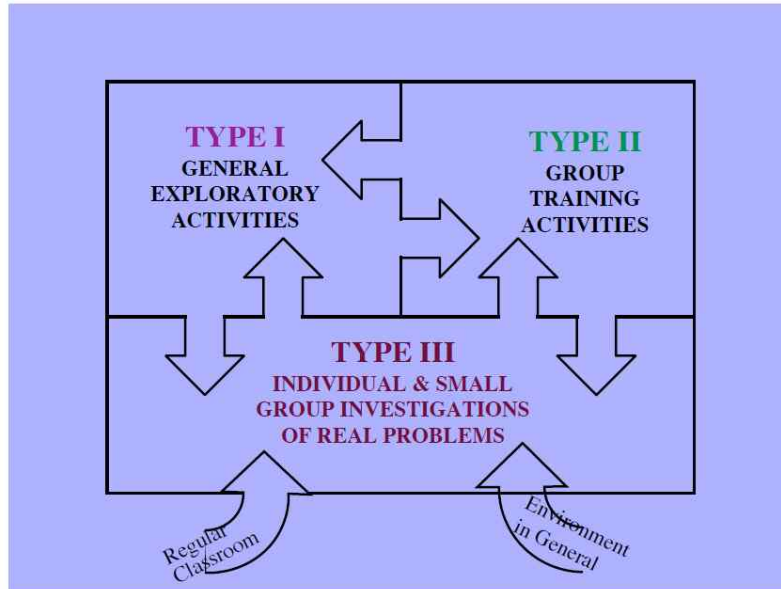 TYPE I
GENERAL
EXPLORATORY
ACTIVITIES
TYPE II
GROUP
TRAINING
ACTIVITIES
TYPE III
INDIVIDUAL & SMALL
GROUP INVESTIGATIONS
OF REAL PROBLEMS
Regular
Classroom
Environment
in General